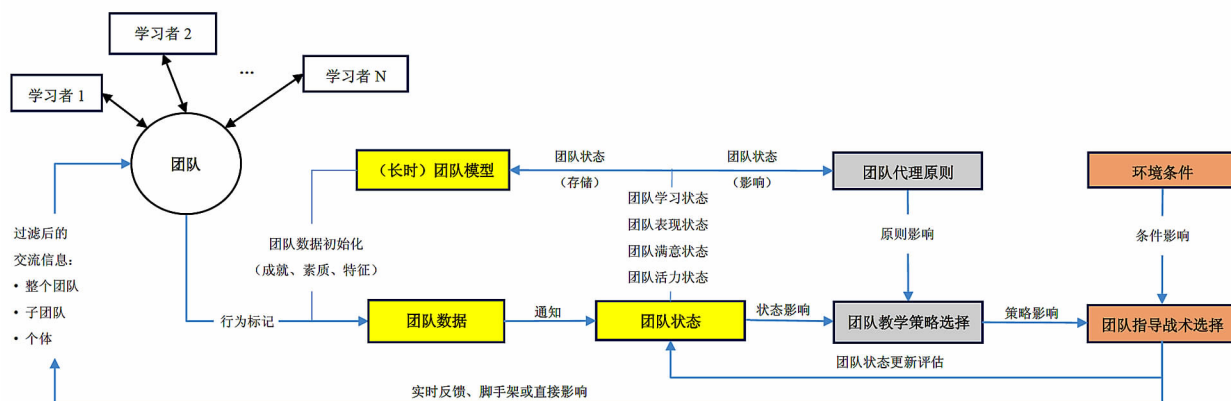 学习者 2
学习者 1
...
学习者 N
团队
（长时）团队模型
团队状态
（存储）
团队状态
（影响）
团队代理原则
环境条件
团队学习状态
团队表现状态
团队满意状态
团队活力状态
过滤后的
交流信息：
• 整个团队
• 子团队
• 个体
团队数据初始化
（成就、素质、特征）
原则影响
条件影响
行为标记
团队数据
通知
团队状态
状态影响
团队教学策略选择
策略影响
团队指导战术选择
团队状态更新评估
实时反馈、脚手架或直接影响